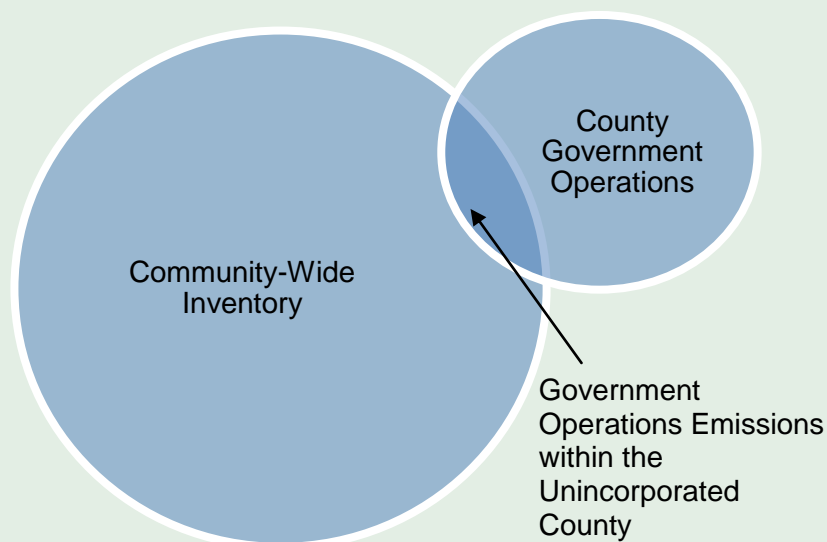 County
Government
Operations
Community-Wide
Inventory
Government
Operations Emissions
within the
Unincorporated
County